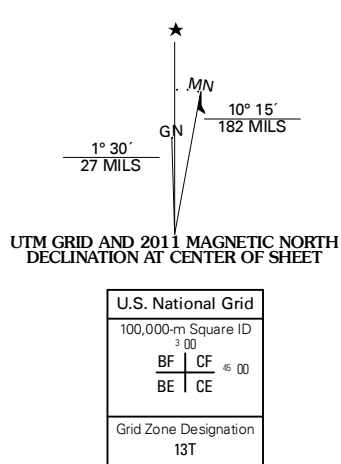 ★
MN
GN
10° 15´
182 MILS
1° 30´
27 MILS
UTM GRID AND 2011 MAGNETIC NORTH
DECLINATION AT CENTER OF SHEET
U.S. National Grid
100,000-m Square ID
3 00
BF CF 45 00
BE CE
Grid Zone Designation
13T